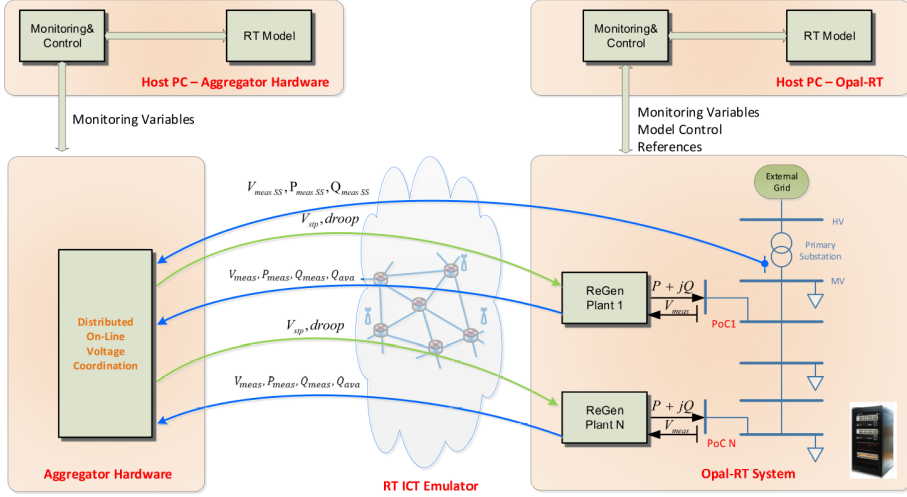 Monitoring&
Control
RT Model
Host PC – Aggregator Hardware
Monitoring&
Control
RT Model
Host PC – Opal-RT
Monitoring Variables
Monitoring Variables
Model Control
References
V_meas SS, P_meas SS, Q_meas SS
V_stp, droop
V_meas, P_meas, Q_meas, Q_ava
V_stp, droop
V_meas, P_meas, Q_meas, Q_ava
Distributed
On-Line
Voltage
Coordination
Aggregator Hardware
RT ICT Emulator
External
Grid
HV
Primary
Substation
MV
ReGen
Plant 1
P + jQ
V_meas
PoC1
ReGen
Plant N
P + jQ
V_meas
PoC N
Opal-RT System